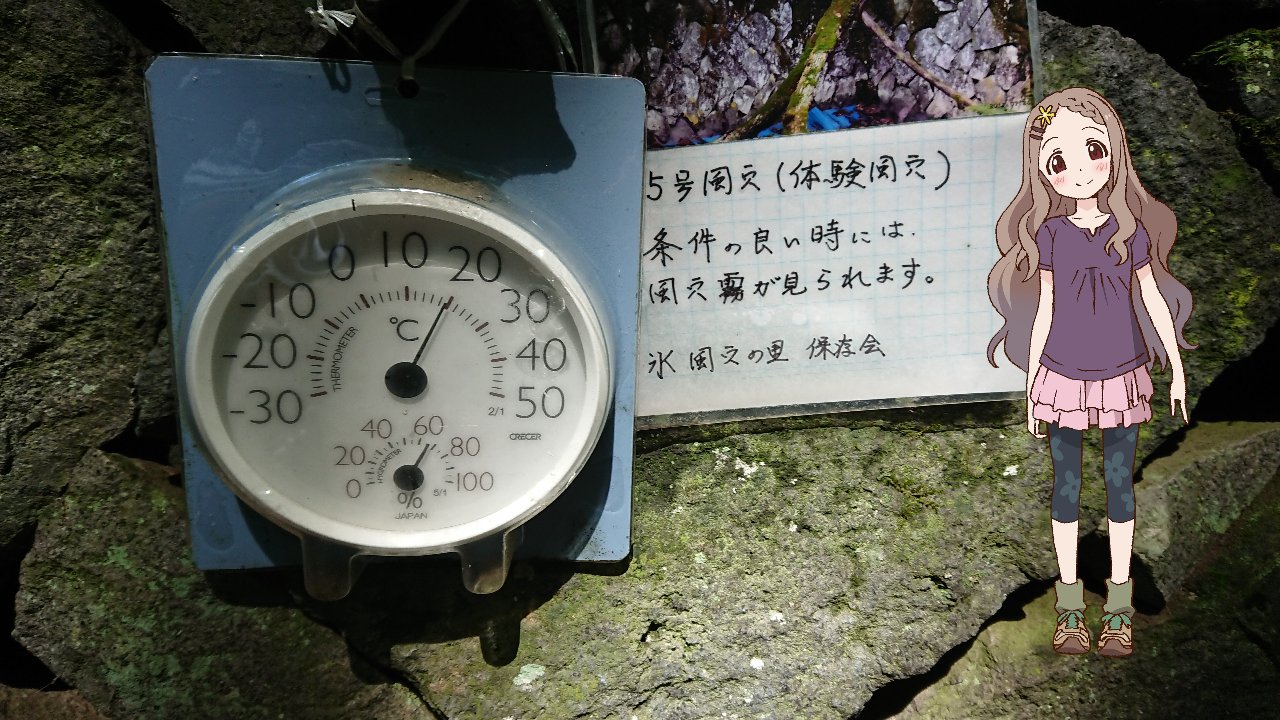 0 10 20
-10 30
℃
-20 40
THERMOMETER
-30 50
2/1
CRECER
40 60
20 80
HYGROMETER
0 100
% 5/1
JAPAN
5号風穴(体験風穴)
条件の良い時には、
風穴霧が見られます。
氷風穴の里 保存会